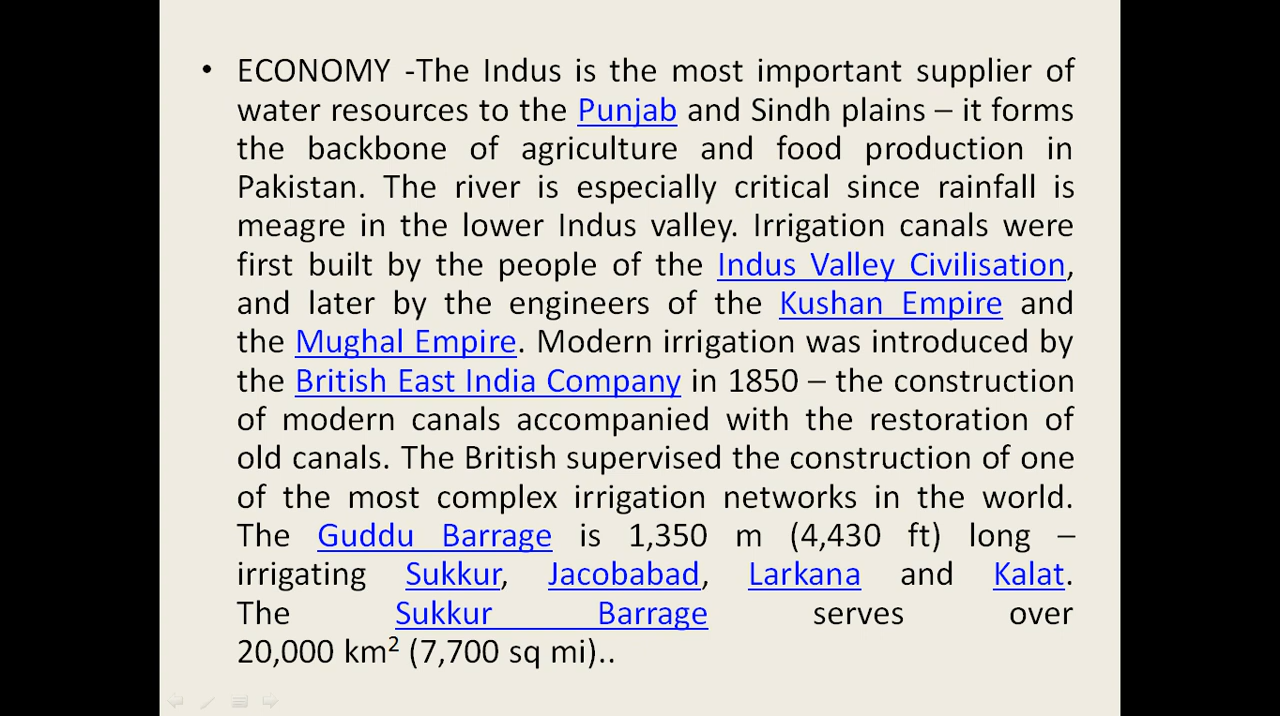 • ECONOMY -The Indus is the most important supplier of
water resources to the Punjab and Sindh plains – it forms
the backbone of agriculture and food production in
Pakistan. The river is especially critical since rainfall is
meagre in the lower Indus valley. Irrigation canals were
first built by the people of the Indus Valley Civilisation,
and later by the engineers of the Kushan Empire and
the Mughal Empire. Modern irrigation was introduced by
the British East India Company in 1850 – the construction
of modern canals accompanied with the restoration of
old canals. The British supervised the construction of one
of the most complex irrigation networks in the world.
The Guddu Barrage is 1,350 m (4,430 ft) long –
irrigating Sukkur, Jacobabad, Larkana and Kalat.
The Sukkur Barrage serves over
20,000 km² (7,700 sq mi)..